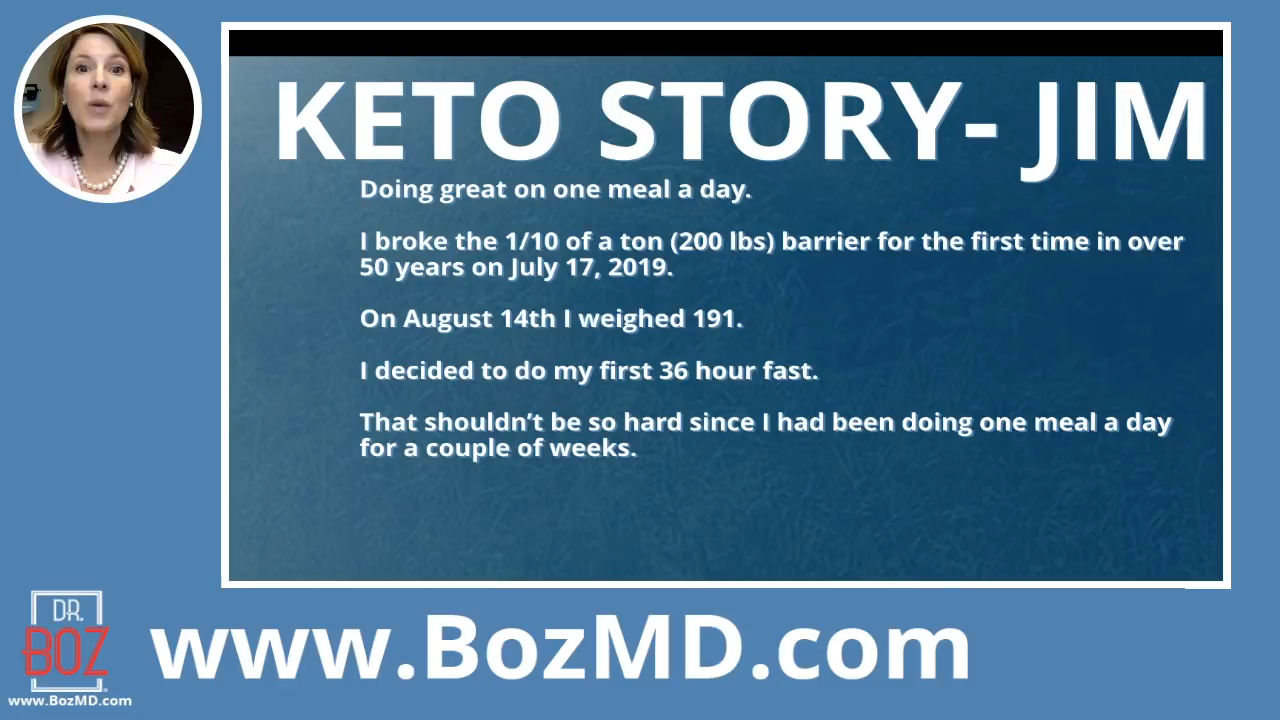 KETO STORY- JIM
Doing great on one meal a day.
I broke the 1/10 of a ton (200 lbs) barrier for the first time in over
50 years on July 17, 2019.
On August 14th I weighed 191.
I decided to do my first 36 hour fast.
That shouldn’t be so hard since I had been doing one meal a day
for a couple of weeks.
DR.
BOZ
www.BozMD.com
www.BozMD.com